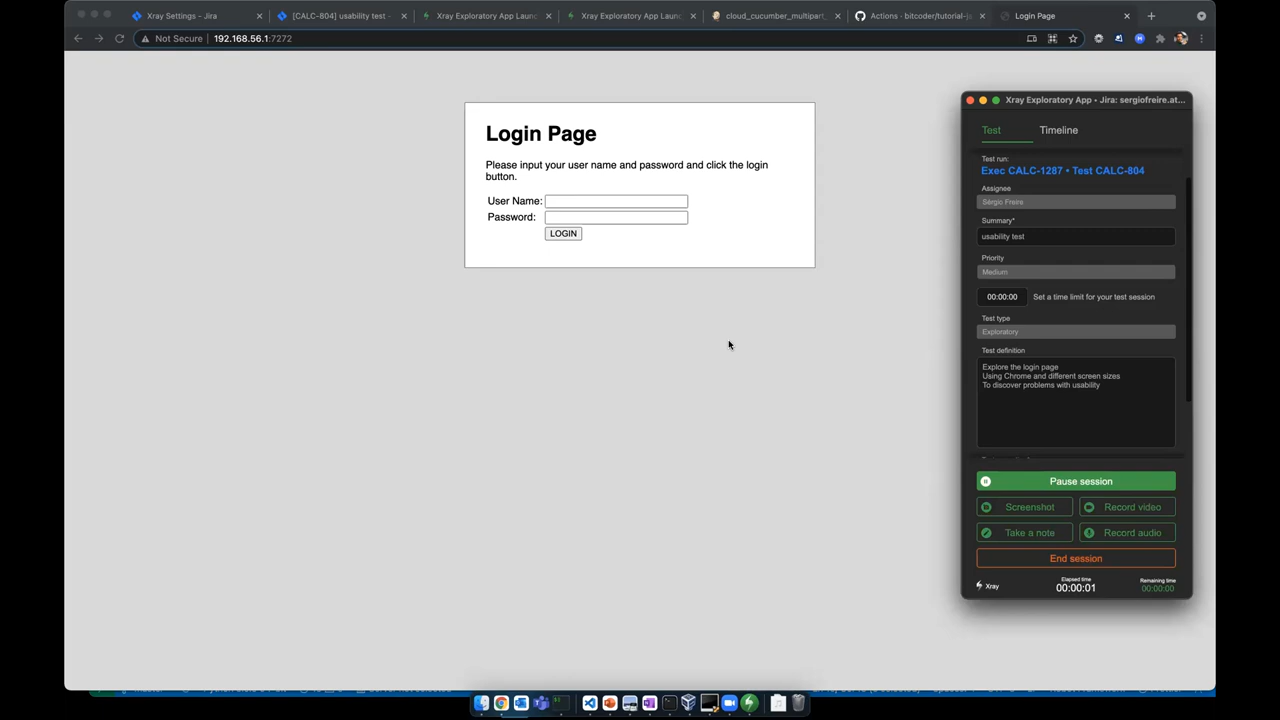 Xray Settings - Jira
[CALC-804] usability test -
Xray Exploratory App Launc
Xray Exploratory App Launc
cloud_cucumber_multipart_
Actions · bitcoder/tutorial-ja
Login Page
Not Secure
192.168.56.1:7272
Login Page
Please input your user name and password and click the login
button.
User Name:
Password:
LOGIN
Xray Exploratory App • Jira: sergiofreire.at...
Test
Timeline
Test run:
Exec CALC-1287 • Test CALC-804
Assignee
Sérgio Freire
Summary*
usability test
Priority
Medium
00:00:00
Set a time limit for your test session
Test type
Exploratory
Test definition
Explore the login page
Using Chrome and different screen sizes
To discover problems with usability
Pause session
Screenshot
Record video
Take a note
Record audio
End session
Xray
Elapsed time
00:00:01
Remaining time
00:00:00